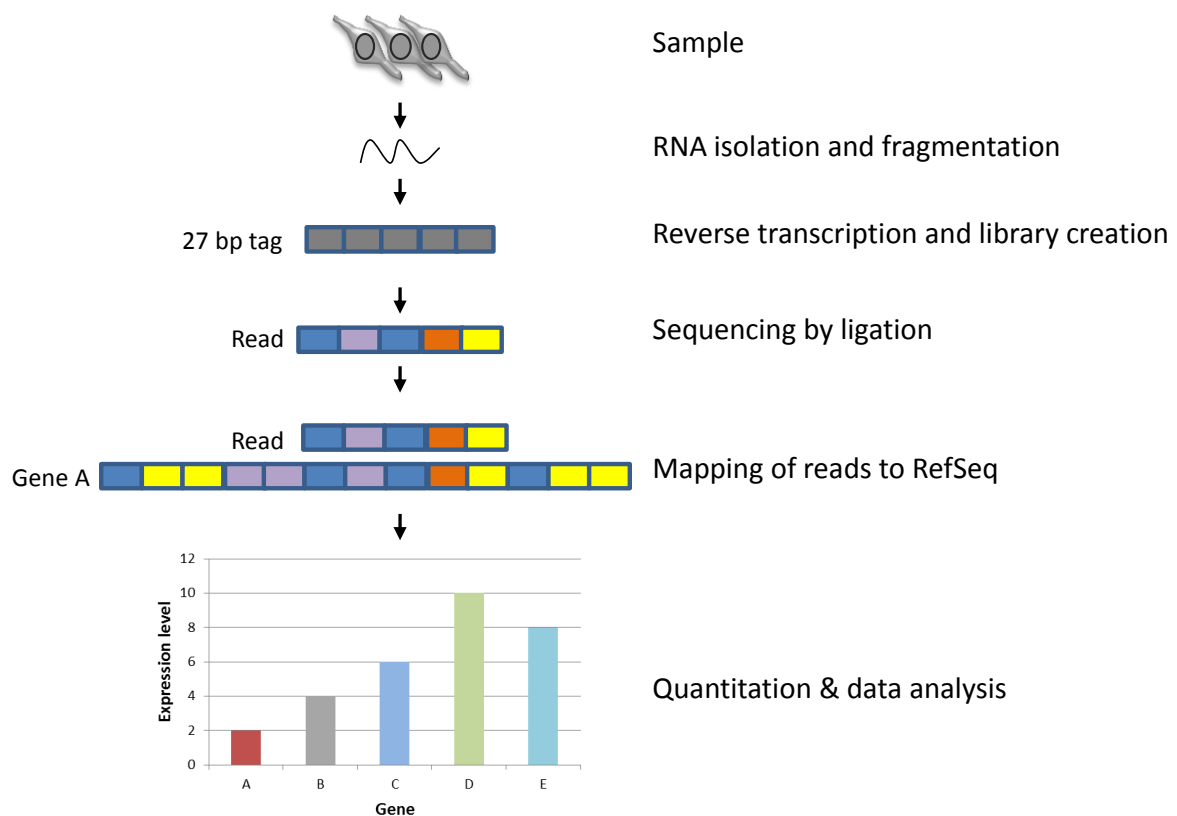 Sample
RNA isolation and fragmentation
27 bp tag
Reverse transcription and library creation
Read
Sequencing by ligation
Read
Gene A
Mapping of reads to RefSeq
12
10
8
6
4
2
0
Expression level
A B C D E
Gene
Quantitation & data analysis